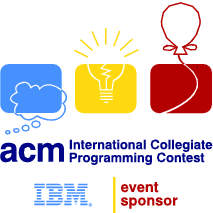 acm International Collegiate
Programming Contest
IBM. event
sponsor